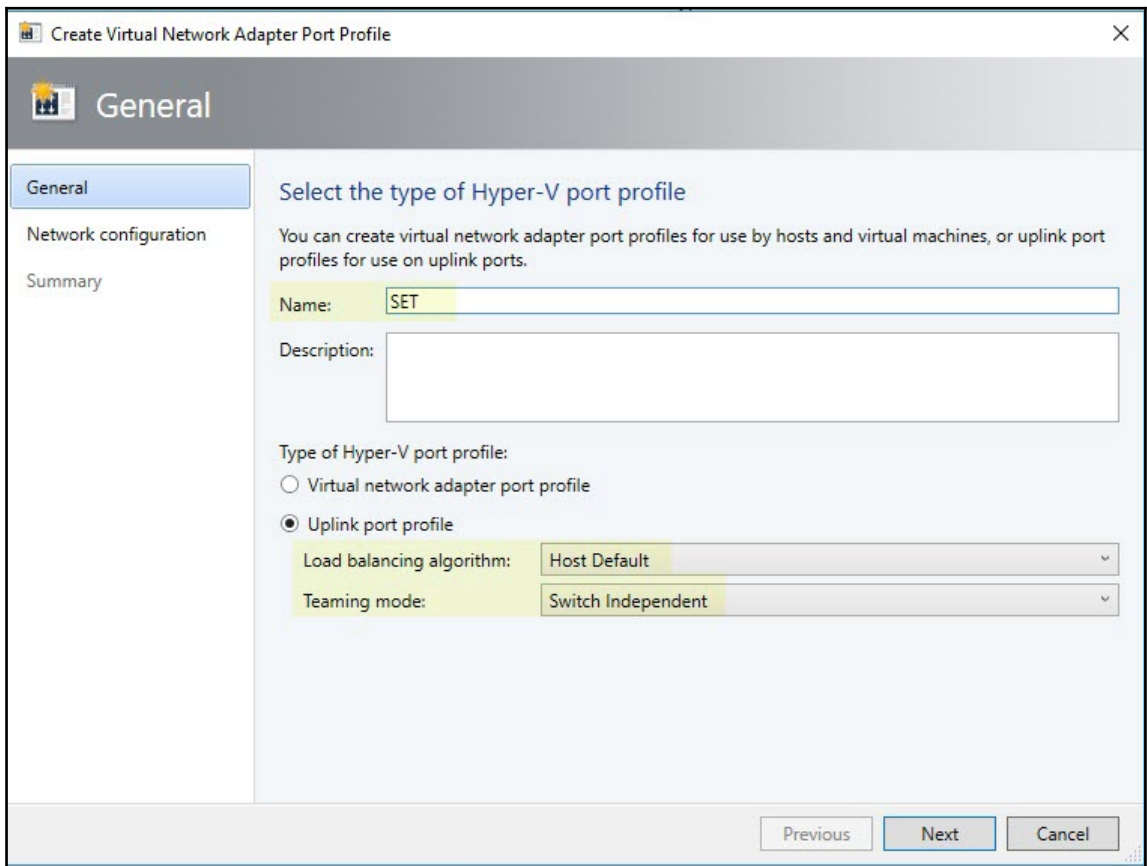 Create Virtual Network Adapter Port Profile
General
General
Network configuration
Summary
Select the type of Hyper-V port profile
You can create virtual network adapter port profiles for use by hosts and virtual machines, or uplink port
profiles for use on uplink ports.
Name: SET
Description:
Type of Hyper-V port profile:
Virtual network adapter port profile
Uplink port profile
Load balancing algorithm: Host Default
Teaming mode: Switch Independent
Previous Next Cancel